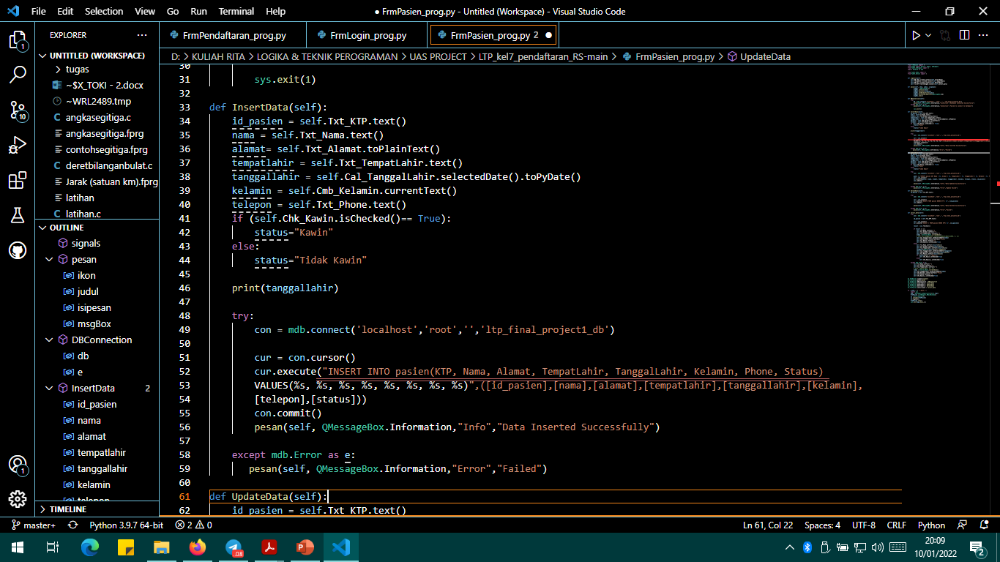 File Edit Selection View Go Run Terminal Help
● FrmPasien_prog.py - Untitled (Workspace) - Visual Studio Code
EXPLORER
FrmPendaftaran_prog.py
FrmLogin_prog.py
FrmPasien_prog.py 2 ●
D: > KULIAH RITA > LOGIKA & TEKNIK PEROGRAMAN > UAS PROJECT > LTP_kel7_pendaftaran_RS-main > FrmPasien_prog.py > UpdateData
1
10
1
UNTITLED (WORKSPACE)
tugas
~$X_TOKI - 2.docx
~WRL2489.tmp
angkasegitiga.c
angkasegitiga.fprg
contohsegitiga.fprg
deretbilanganbulat.c
Jarak (satuan km).fprg
latihan
latihan.c
OUTLINE
signals
pesan
ikon
judul
isipesan
msgBox
DBConnection
db
e
InsertData 2
id_pasien
nama
alamat
tempatlahir
tanggallahir
kelamin
telepon
TIMELINE
30
31 sys.exit(1)
32
33 def InsertData(self):
34 id_pasien = self.Txt_KTP.text()
35 nama = self.Txt_Nama.text()
36 alamat= self.Txt_Alamat.toPlainText()
37 tempatlahir = self.Txt_TempatLahir.text()
38 tanggallahir = self.Cal_TanggalLahir.selectedDate().toPyDate()
39 kelamin = self.Cmb_Kelamin.currentText()
40 telepon = self.Txt_Phone.text()
41 if (self.Chk_Kawin.isChecked()== True):
42 status="Kawin"
43 else:
44 status="Tidak Kawin"
45
46 print(tanggallahir)
47
48 try:
49 con = mdb.connect('localhost','root','','ltp_final_project1_db')
50
51 cur = con.cursor()
52 cur.execute("INSERT INTO pasien(KTP, Nama, Alamat, TempatLahir, TanggalLahir, Kelamin, Phone, Status)
53 VALUES(%s, %s, %s, %s, %s, %s, %s, %s)",([id_pasien],[nama],[alamat],[tempatlahir],[tanggallahir],[kelamin],
54 [telepon],[status]))
55 con.commit()
56 pesan(self, QMessageBox.Information,"Info","Data Inserted Successfully")
57
58 except mdb.Error as e:
59 pesan(self, QMessageBox.Information,"Error","Failed")
60
61 def UpdateData(self):
62 id_pasien = self.Txt_KTP.text()
master+ Python 3.9.7 64-bit 2 0
Ln 61, Col 22 Spaces: 4 UTF-8 CRLF Python
.08
20:09
10/01/2022
2